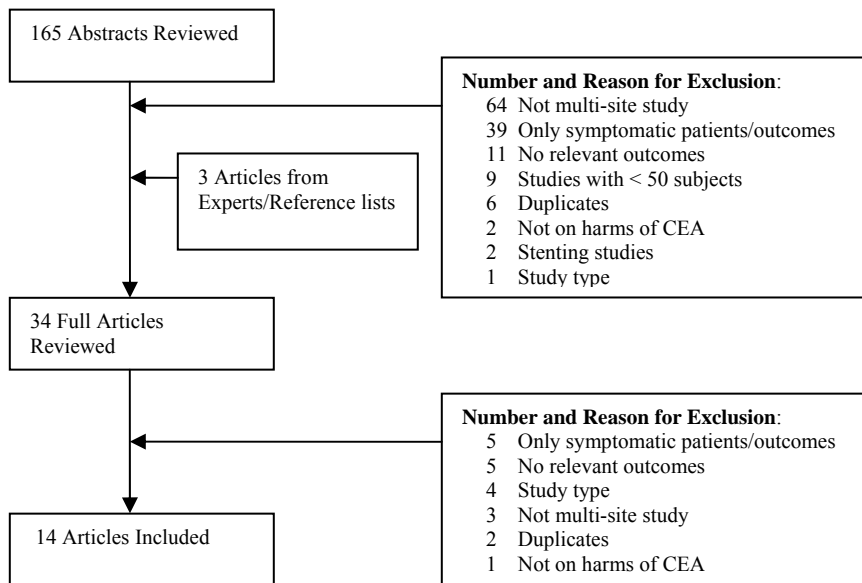 165 Abstracts Reviewed
Number and Reason for Exclusion:
64 Not multi-site study
39 Only symptomatic patients/outcomes
11 No relevant outcomes
9 Studies with < 50 subjects
6 Duplicates
2 Not on harms of CEA
2 Stenting studies
1 Study type
3 Articles from
Experts/Reference lists
34 Full Articles
Reviewed
Number and Reason for Exclusion:
5 Only symptomatic patients/outcomes
5 No relevant outcomes
4 Study type
3 Not multi-site study
2 Duplicates
1 Not on harms of CEA
14 Articles Included